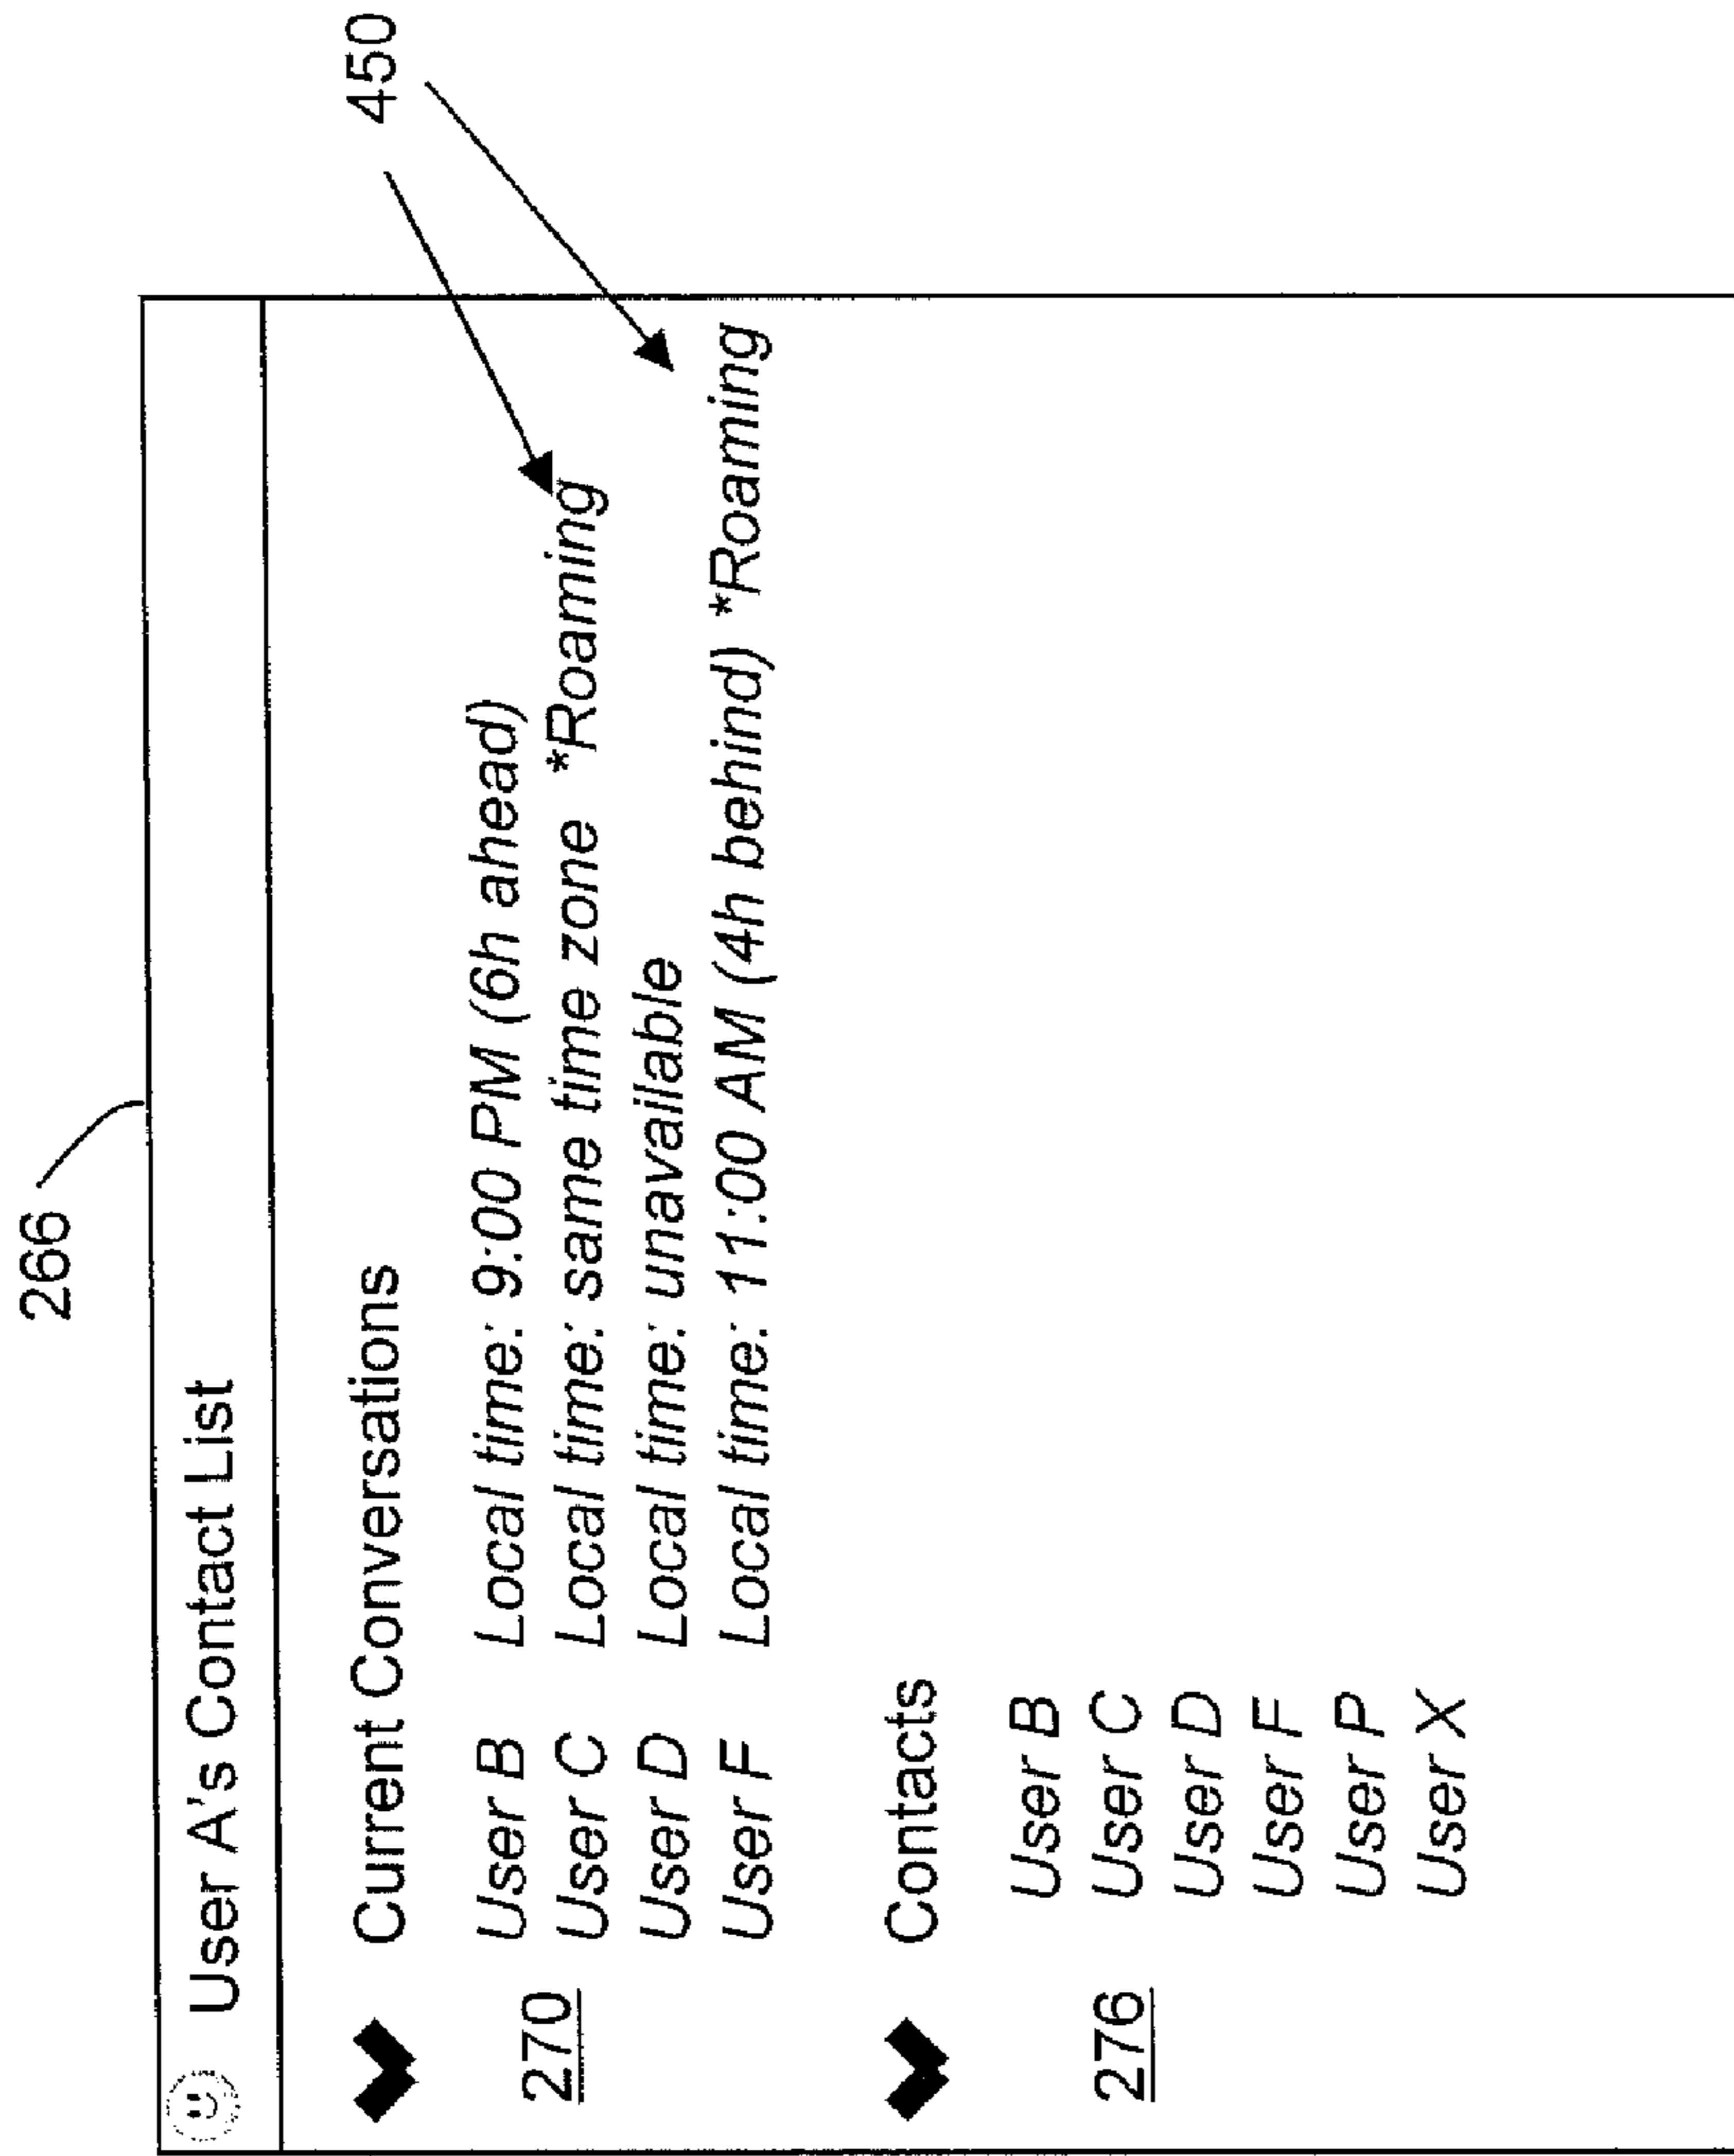 266
User A's Contact List
450
Current Conversations
270
User B Local time: 9:00 PM (6h ahead)
User C Local time: same time zone *Roaming
User D Local time: unavailable
User F Local time: 11:00 AM (4h behind) *Roaming
Contacts
276
User B
User C
User D
User F
User P
User X